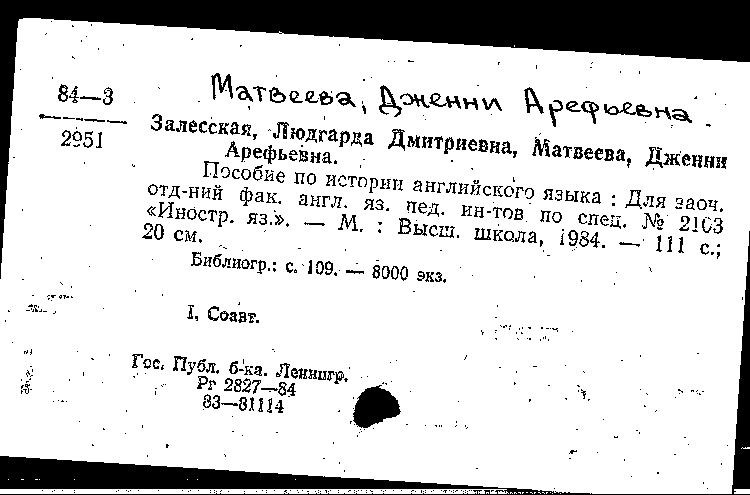 Матвеева, Дженни Арефьевна.
84—3
2951
Залесская, Людгарда Дмитриевна, Матвеева, Дженни
Арефьевна.
Пособие по истории английского языка : Для заоч.
отд-ний фак. англ. яз. пед. ин-тов по спец. № 2103
«Иностр. яз.». — М. : Высш. школа, 1984. — 111 с.;
20 см.
Библиогр.: с. 109. — 8000 экз.
I. Соавт.
Гос. Публ. б-ка. Ленингр.
Рг 2827—84
83—81114